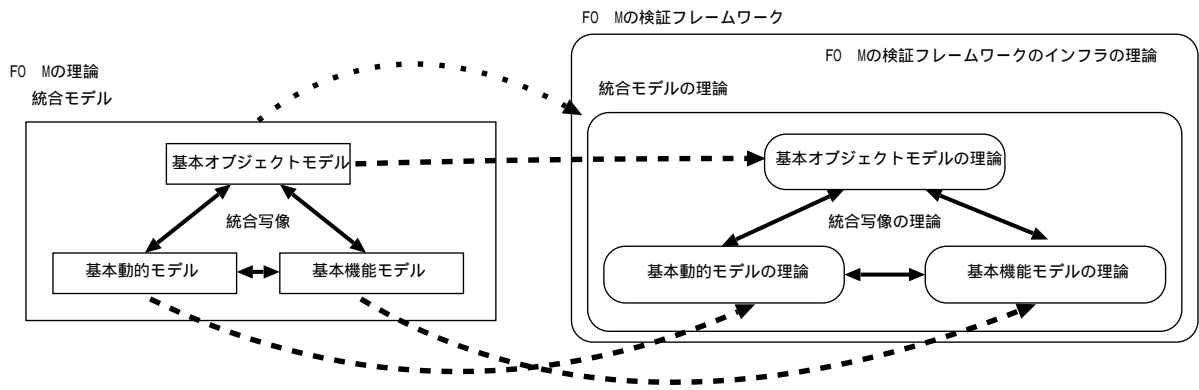 FO Mの検証フレームワーク
FO Mの検証フレームワークのインフラの理論
FO Mの理論
統合モデル
統合モデルの理論
基本オブジェクトモデル
基本オブジェクトモデルの理論
統合写像
統合写像の理論
基本動的モデル
基本機能モデル
基本動的モデルの理論
基本機能モデルの理論